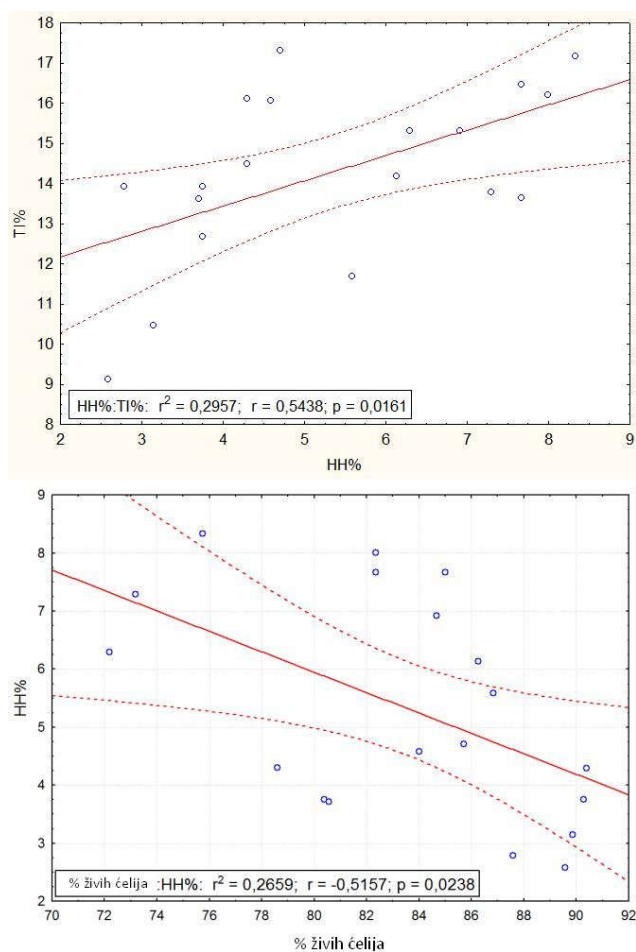 18
17
16
15
14
13
12
11
10
9
8
TI%
HH%:TI%: r² = 0,2957; r = 0,5438; p = 0,0161
2 3 4 5 6 7 8 9
HH%
9
8
7
6
5
4
3
2
HH%
% živih ćelija :HH%: r² = 0,2659; r = -0,5157; p = 0,0238
70 72 74 76 78 80 82 84 86 88 90 92
% živih ćelija